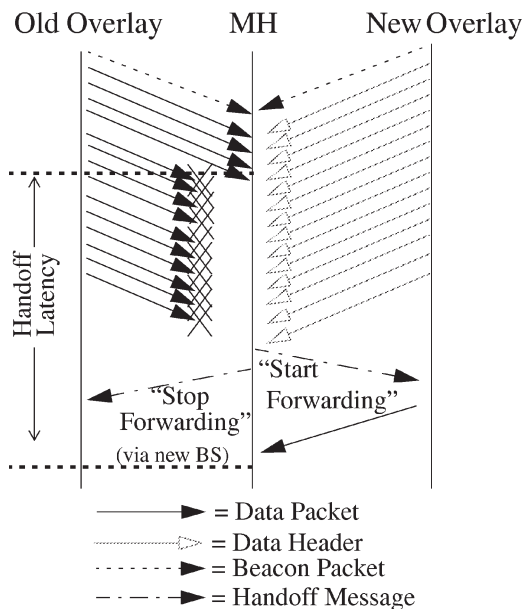 Old Overlay MH New Overlay
Handoff
Latency
"Start
Forwarding"
"Stop
Forwarding"
(via new BS)
= Data Packet
= Data Header
= Beacon Packet
= Handoff Message